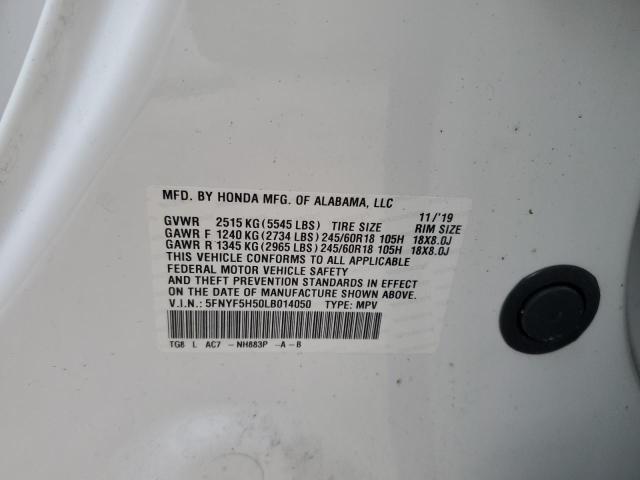 MFD. BY HONDA MFG. OF ALABAMA, LLC
11/'19
GVWR 2515 KG (5545 LBS) TIRE SIZE RIM SIZE
GAWR F 1240 KG (2734 LBS) 245/60R18 105H 18X8.0J
GAWR R 1345 KG (2965 LBS) 245/60R18 105H 18X8.0J
THIS VEHICLE CONFORMS TO ALL APPLICABLE
FEDERAL MOTOR VEHICLE SAFETY
AND THEFT PREVENTION STANDARDS IN EFFECT
ON THE DATE OF MANUFACTURE SHOWN ABOVE.
V.I.N.: 5FNYF5H50LB014050 TYPE: MPV
TG8 L AC7 -NH883P -A -B